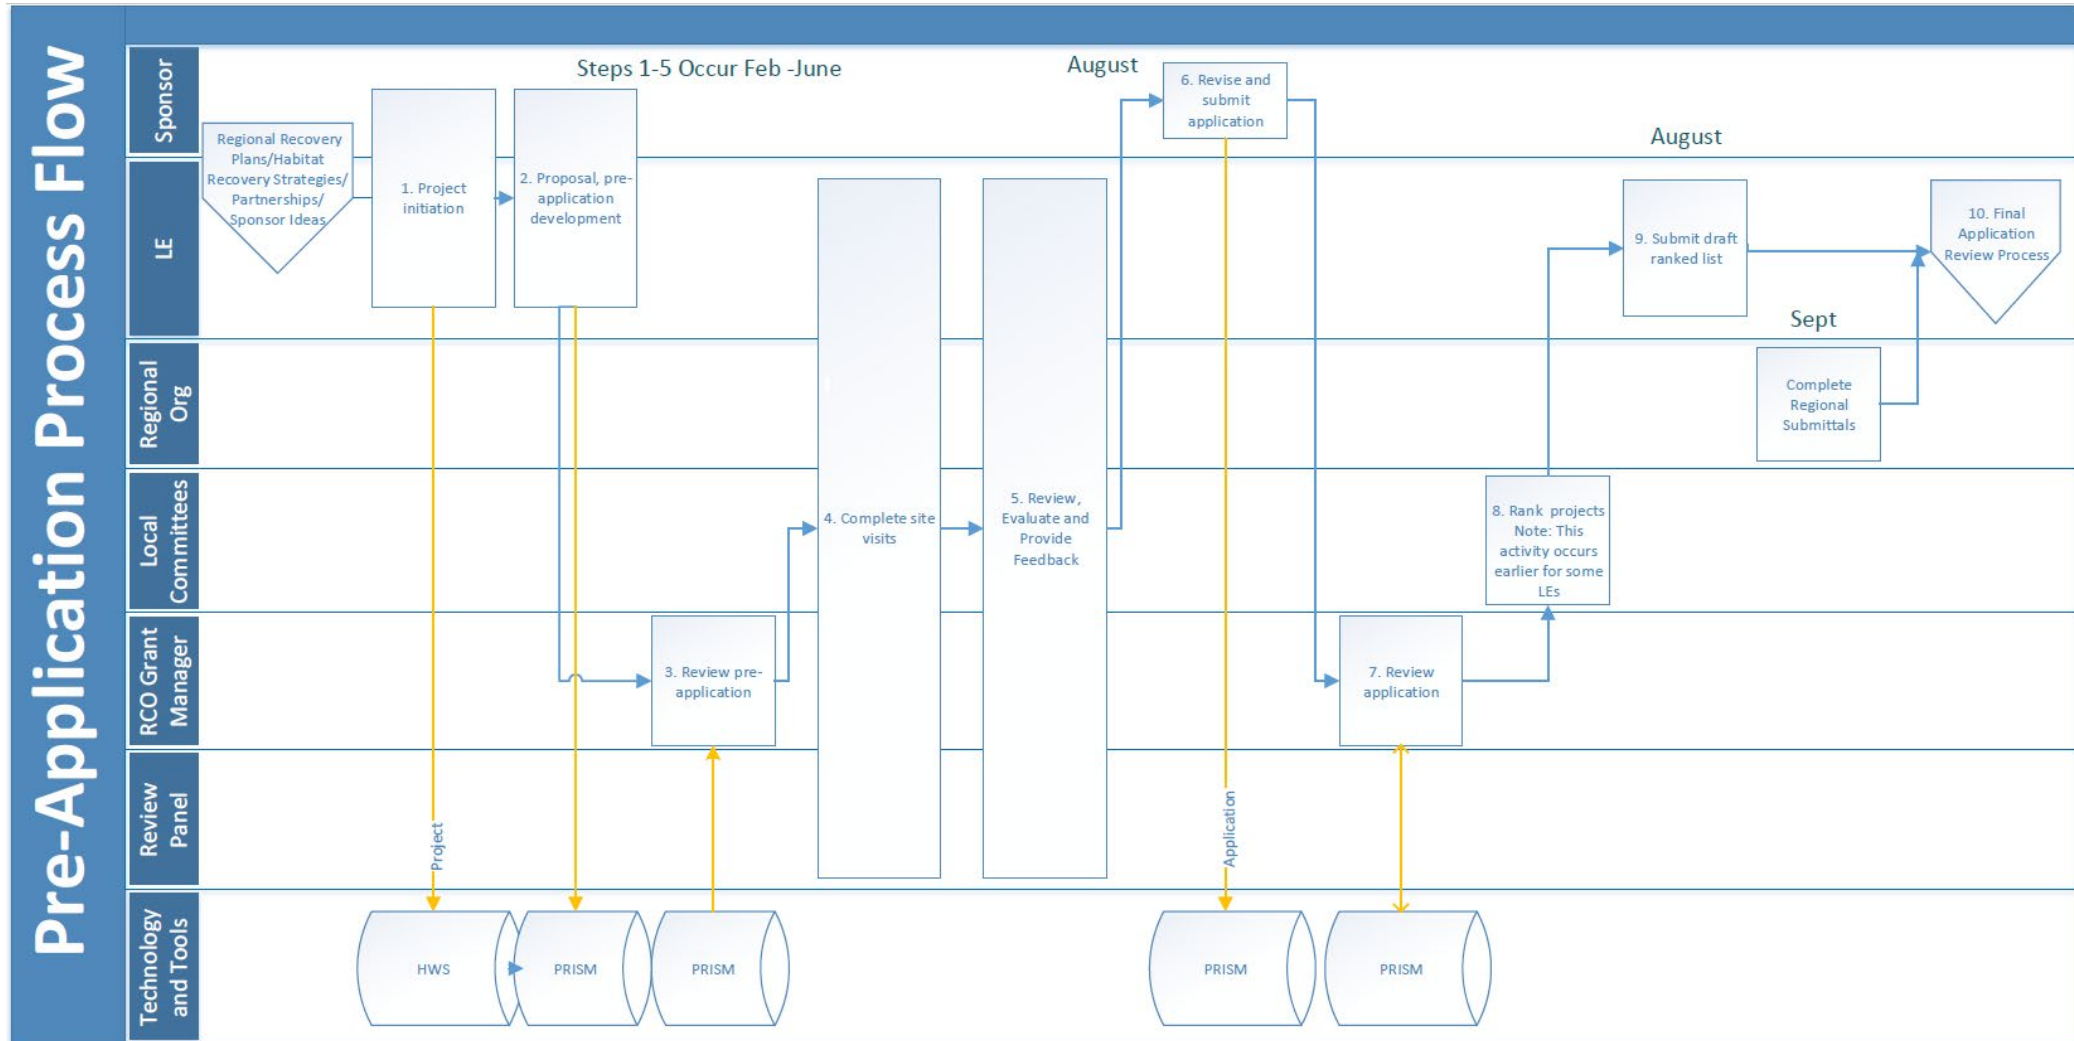 Pre-Application Process Flow
Sponsor
LE
Regional
Org
Local
Committees
RCO Grant
Manager
Review
Panel
Technology
and Tools
Steps 1-5 Occur Feb -June
August
August
Sept
Regional Recovery
Plans/Habitat
Recovery Strategies/
Partnerships/
Sponsor Ideas
1. Project
initiation
2. Proposal, pre-
application
development
3. Review pre-
application
4. Complete site
visits
5. Review,
Evaluate and
Provide
Feedback
6. Revise and
submit
application
7. Review
application
8. Rank projects
Note: This
activity occurs
earlier for some
LEs
9. Submit draft
ranked list
Complete
Regional
Submittals
10. Final
Application
Review Process
Project
Application
HWS
PRISM
PRISM
PRISM
PRISM